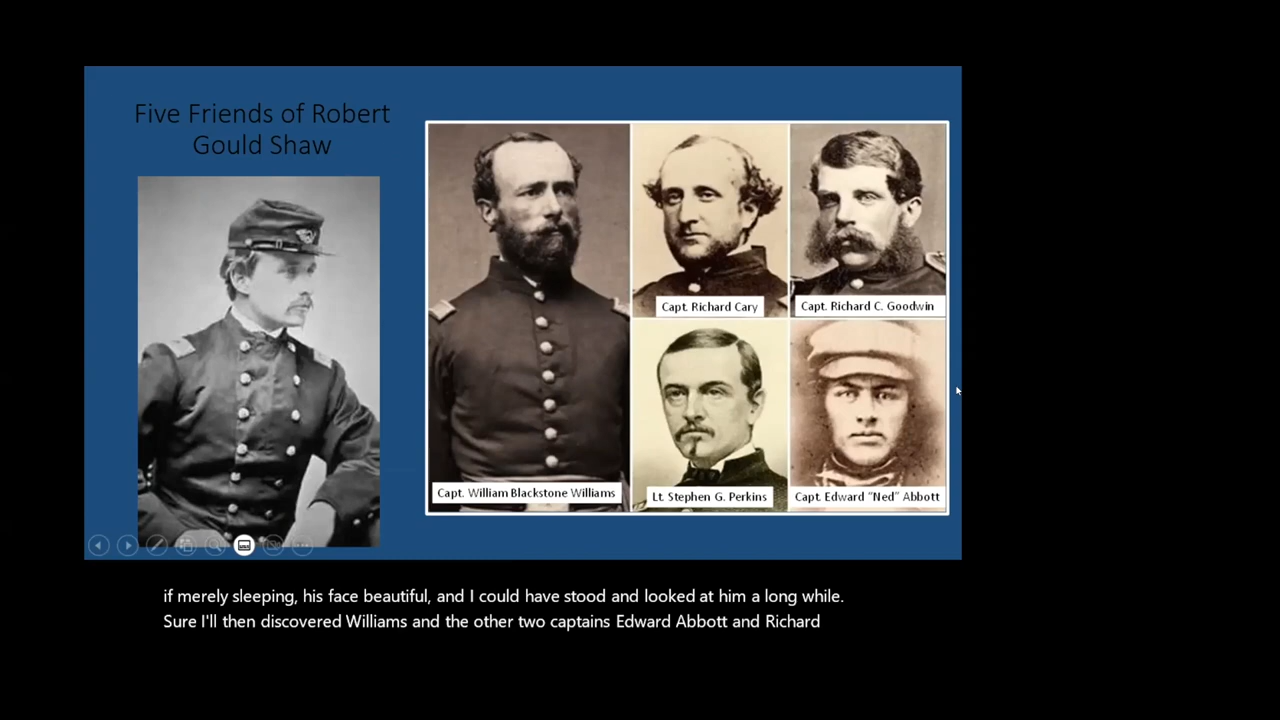 Five Friends of Robert
Gould Shaw
Capt. Richard Cary
Capt. Richard C. Goodwin
Capt. William Blackstone Williams
Lt. Stephen G. Perkins
Capt. Edward “Ned” Abbott
if merely sleeping, his face beautiful, and I could have stood and looked at him a long while.
Sure I'll then discovered Williams and the other two captains Edward Abbott and Richard